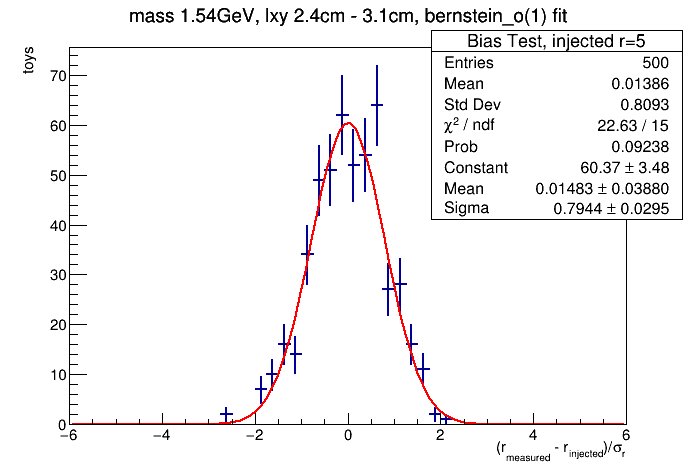 mass 1.54GeV, lxy 2.4cm - 3.1cm, bernstein_o(1) fit
toys
Bias Test, injected r=5
Entries 500
Mean 0.01386
Std Dev 0.8093
χ² / ndf 22.63 / 15
Prob 0.09238
Constant 60.37 ± 3.48
Mean 0.01483 ± 0.03880
Sigma 0.7944 ± 0.0295
70
60
50
40
30
20
10
0
−6 −4 −2 0 2 4 6
(r_measured - r_injected)/σ_r